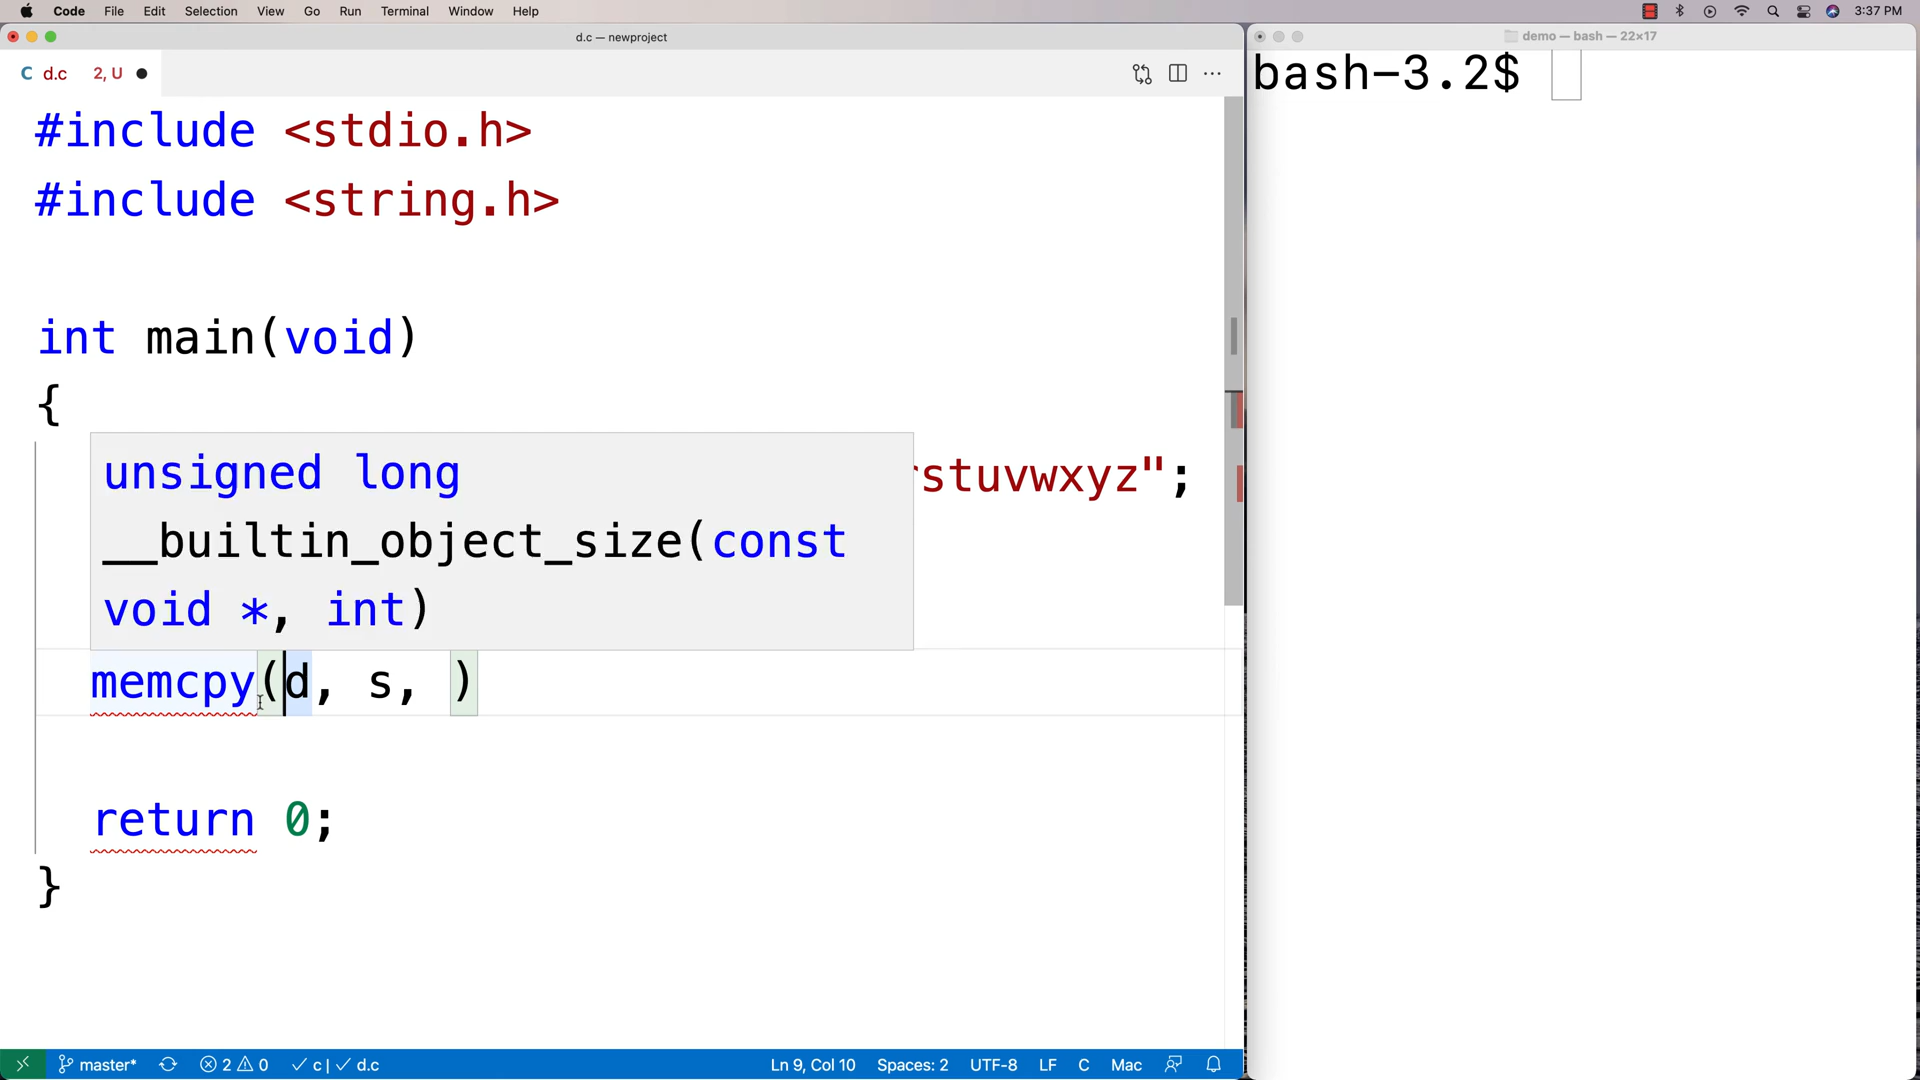 Code File Edit Selection View Go Run Terminal Window Help 3:37 PM
d.c — newproject
demo — bash — 22×17
C d.c 2, U
bash-3.2$
#include <stdio.h>
#include <string.h>
int main(void)
{
unsigned long
rstuvwxyz";
__builtin_object_size(const
void *, int)
memcpy(d, s, )
return 0;
}
master* 2 0 c | d.c Ln 9, Col 10 Spaces: 2 UTF-8 LF C Mac